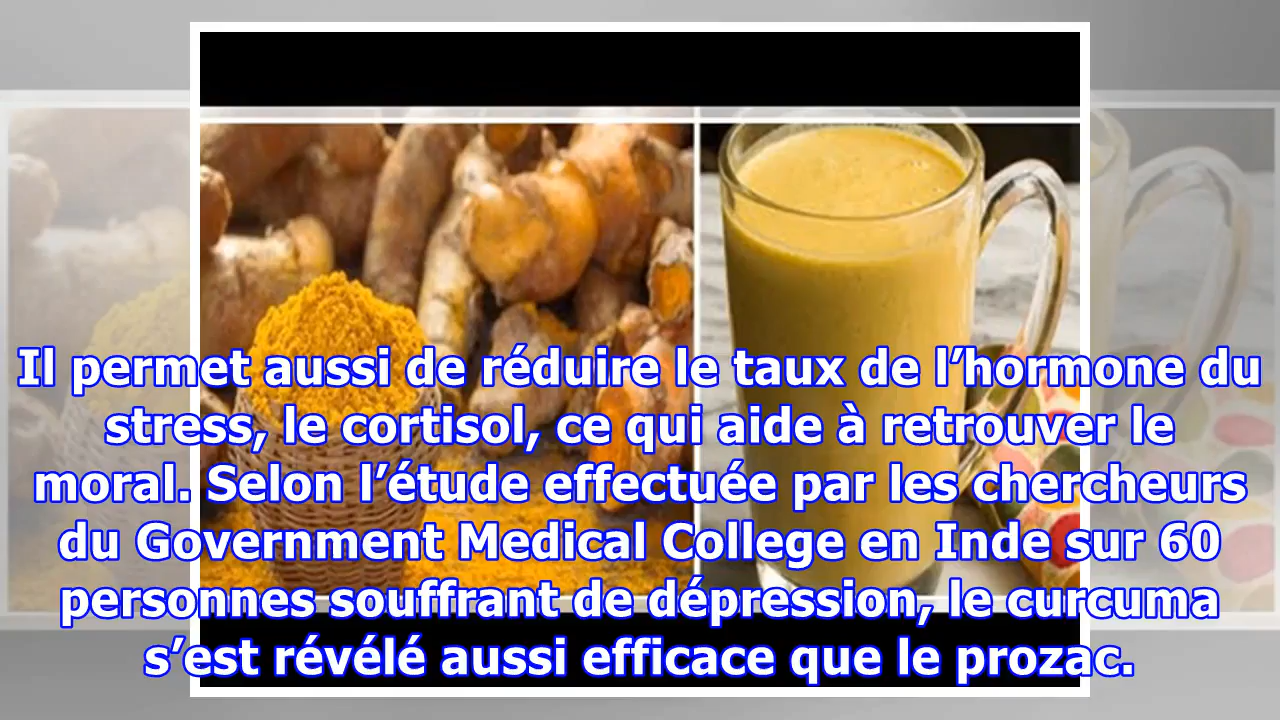 Il permet aussi de réduire le taux de l’hormone du
stress, le cortisol, ce qui aide à retrouver le
moral. Selon l’étude effectuée par les chercheurs
du Government Medical College en Inde sur 60
personnes souffrant de dépression, le curcuma
s’est révélé aussi efficace que le prozac.